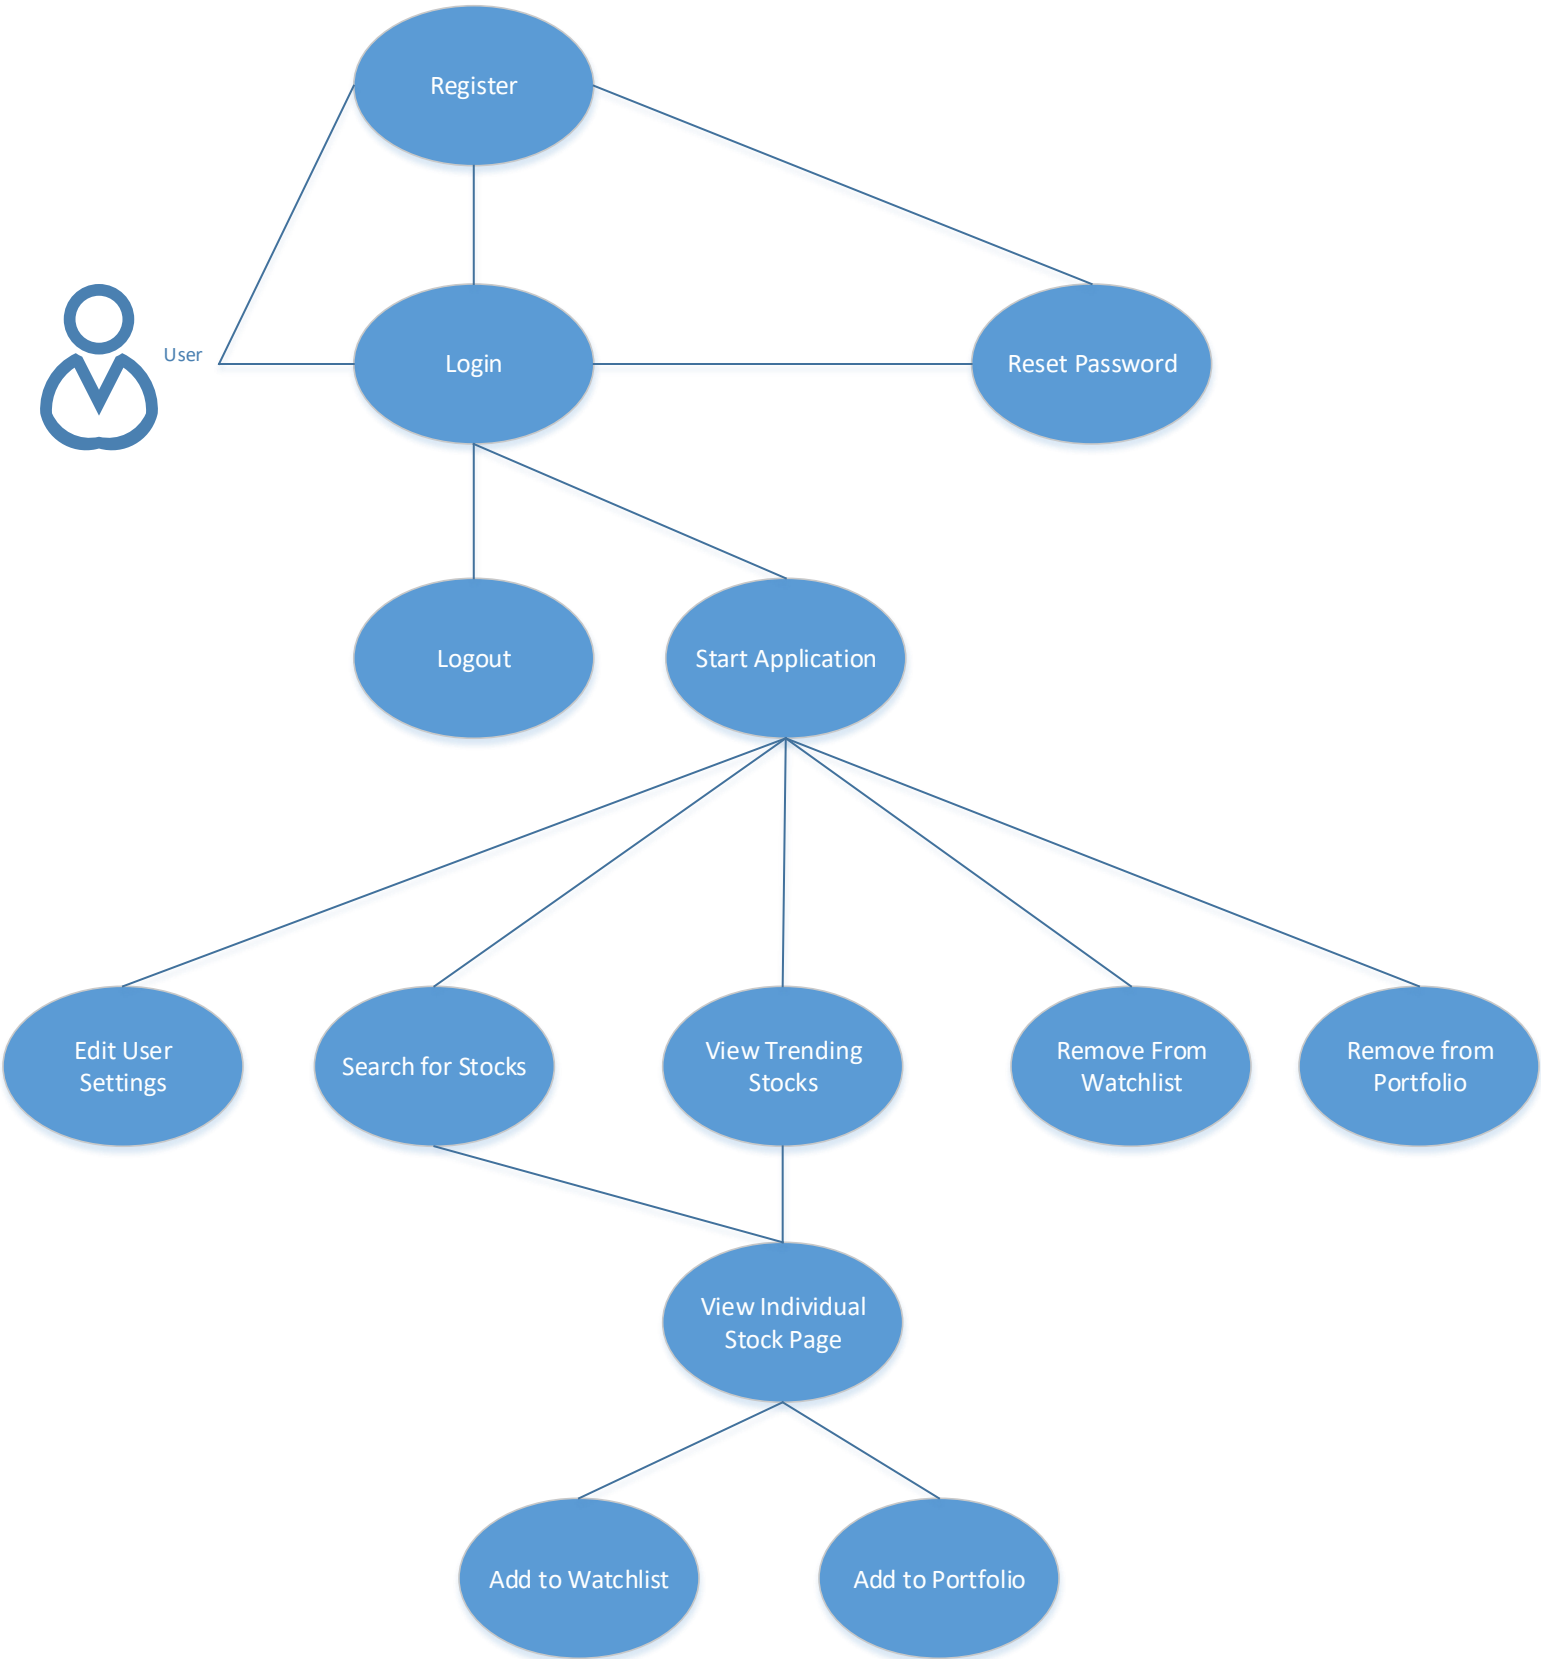 Register
User
Login
Reset Password
Logout
Start Application
Edit User
Settings
Search for Stocks
View Trending
Stocks
Remove From
Watchlist
Remove from
Portfolio
View Individual
Stock Page
Add to Watchlist
Add to Portfolio